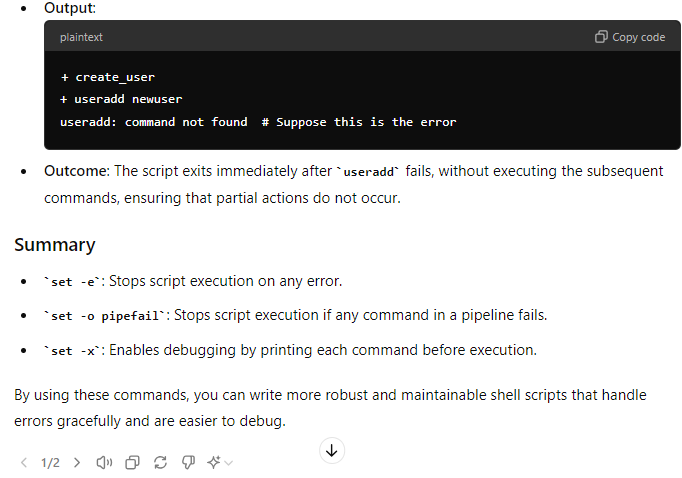 Output:
plaintext
Copy code
+ create_user
+ useradd newuser
useradd: command not found  # Suppose this is the error
Outcome: The script exits immediately after `useradd` fails, without executing the subsequent
commands, ensuring that partial actions do not occur.
Summary
`set -e`: Stops script execution on any error.
`set -o pipefail`: Stops script execution if any command in a pipeline fails.
`set -x`: Enables debugging by printing each command before execution.
By using these commands, you can write more robust and maintainable shell scripts that handle
errors gracefully and are easier to debug.
1/2